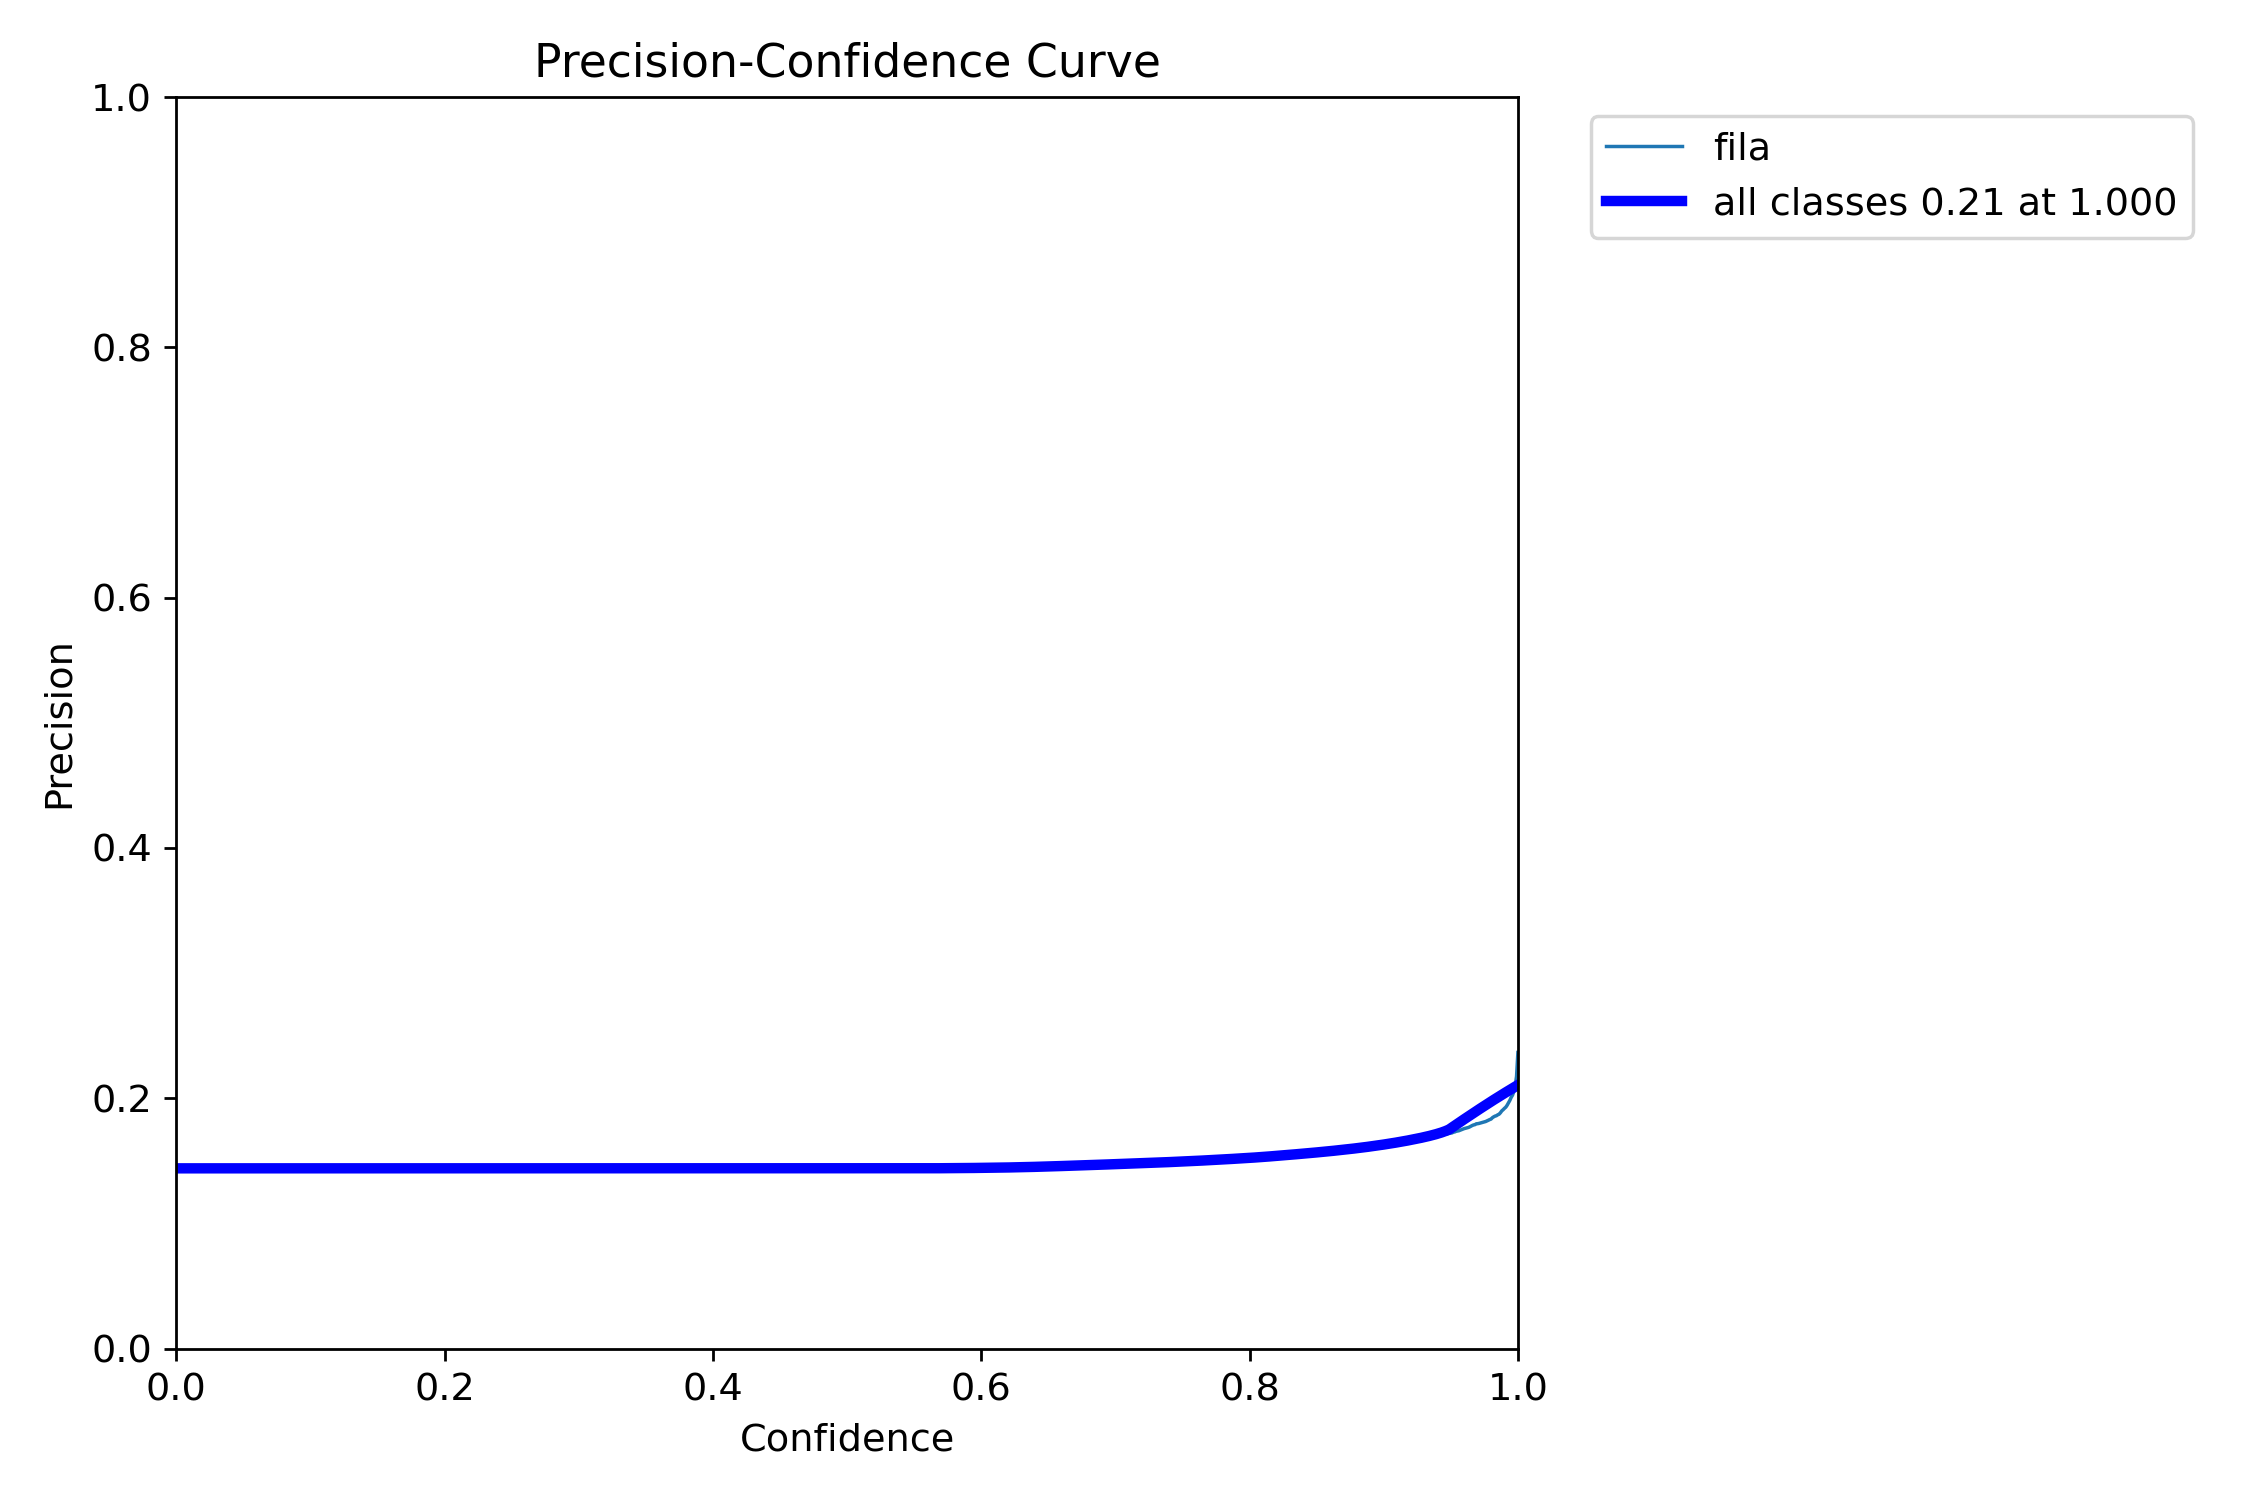 Precision-Confidence Curve
1.0
0.8
0.6
0.4
0.2
0.0
Precision
0.0 0.2 0.4 0.6 0.8 1.0
Confidence
fila
all classes 0.21 at 1.000